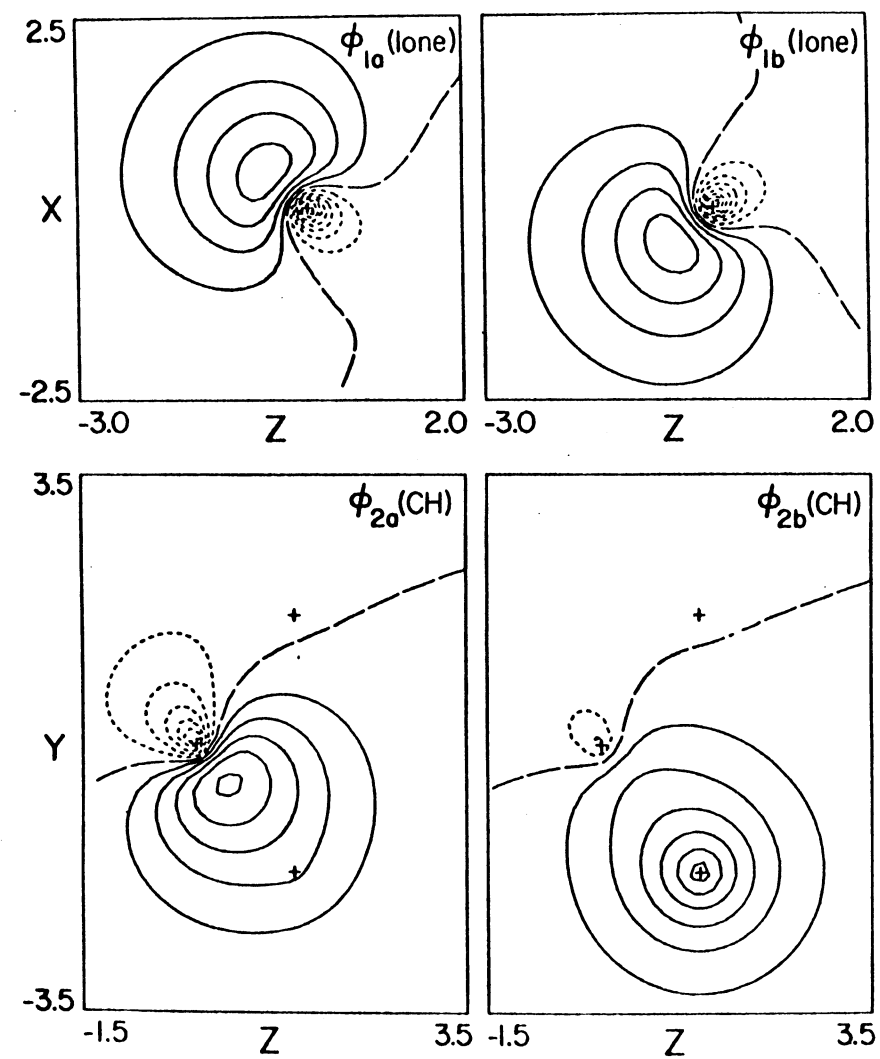 2.5
ϕ1a(lone)
ϕ1b(lone)
X
-2.5
-3.0 Z 2.0
-3.0 Z 2.0
3.5
ϕ2a(CH)
ϕ2b(CH)
Y
-3.5
-1.5 Z 3.5
-1.5 Z 3.5